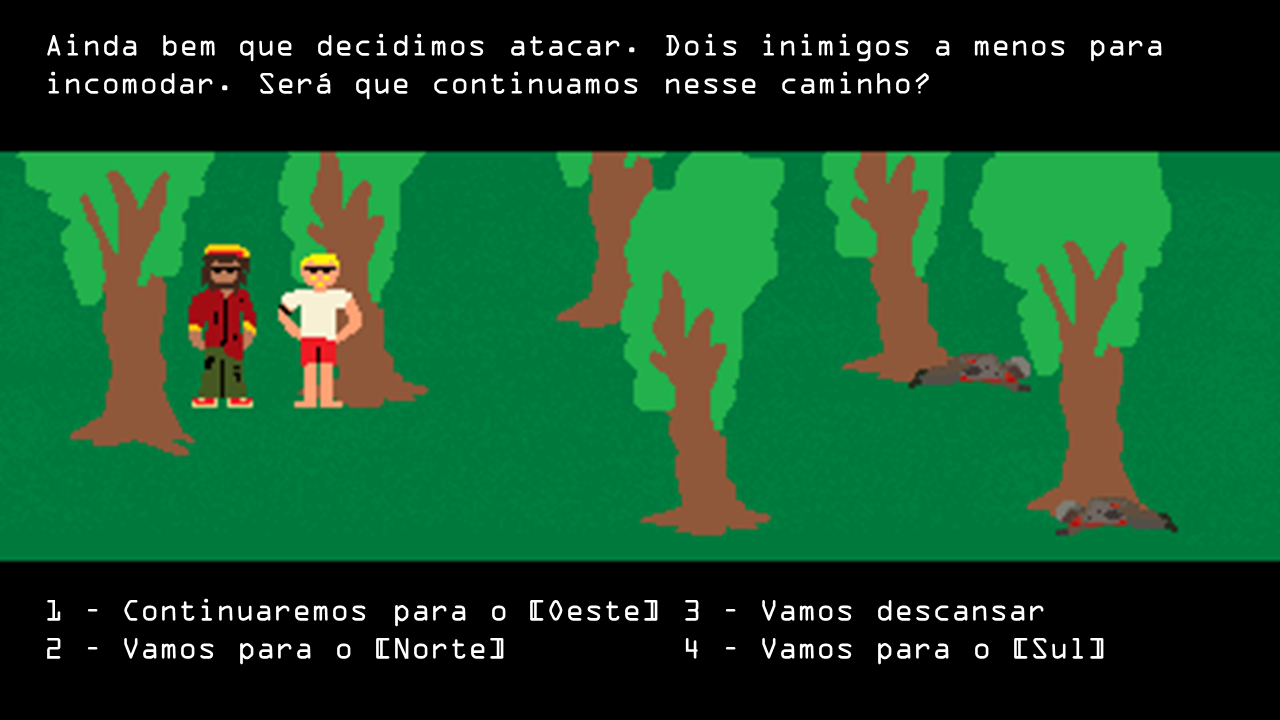 Ainda bem que decidimos atacar. Dois inimigos a menos para
incomodar. Será que continuamos nesse caminho?
1 - Continuaremos para o [Oeste] 3 - Vamos descansar
2 - Vamos para o [Norte] 4 - Vamos para o [Sul]